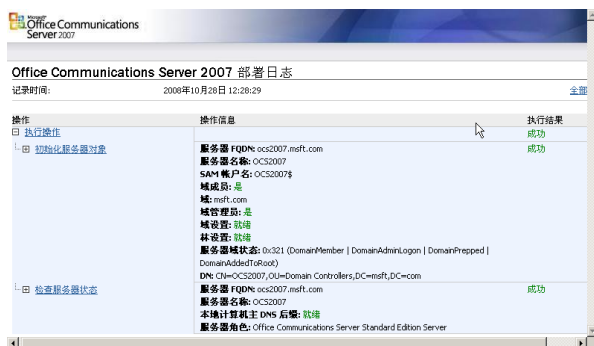 Microsoft
Office Communications
Server 2007
Office Communications Server 2007 部署日志
记录时间: 2008年10月28日 12:28:29 全部
操作 操作信息 执行结果
执行操作 成功
初始化服务器对象 服务器 FQDN: ocs2007.msft.com 成功
服务器名称: OCS2007
SAM 帐户名: OCS2007$
域成员: 是
域: msft.com
域管理员: 是
域设置: 就绪
林设置: 就绪
服务器域状态: 0x321 (DomainMember | DomainAdminLogon | DomainPrepped |
DomainAddedToRoot)
DN: CN=OCS2007,OU=Domain Controllers,DC=msft,DC=com
检查服务器状态 服务器 FQDN: ocs2007.msft.com 成功
服务器名称: OCS2007
本地计算机主 DNS 后缀: 就绪
服务器角色: Office Communications Server Standard Edition Server